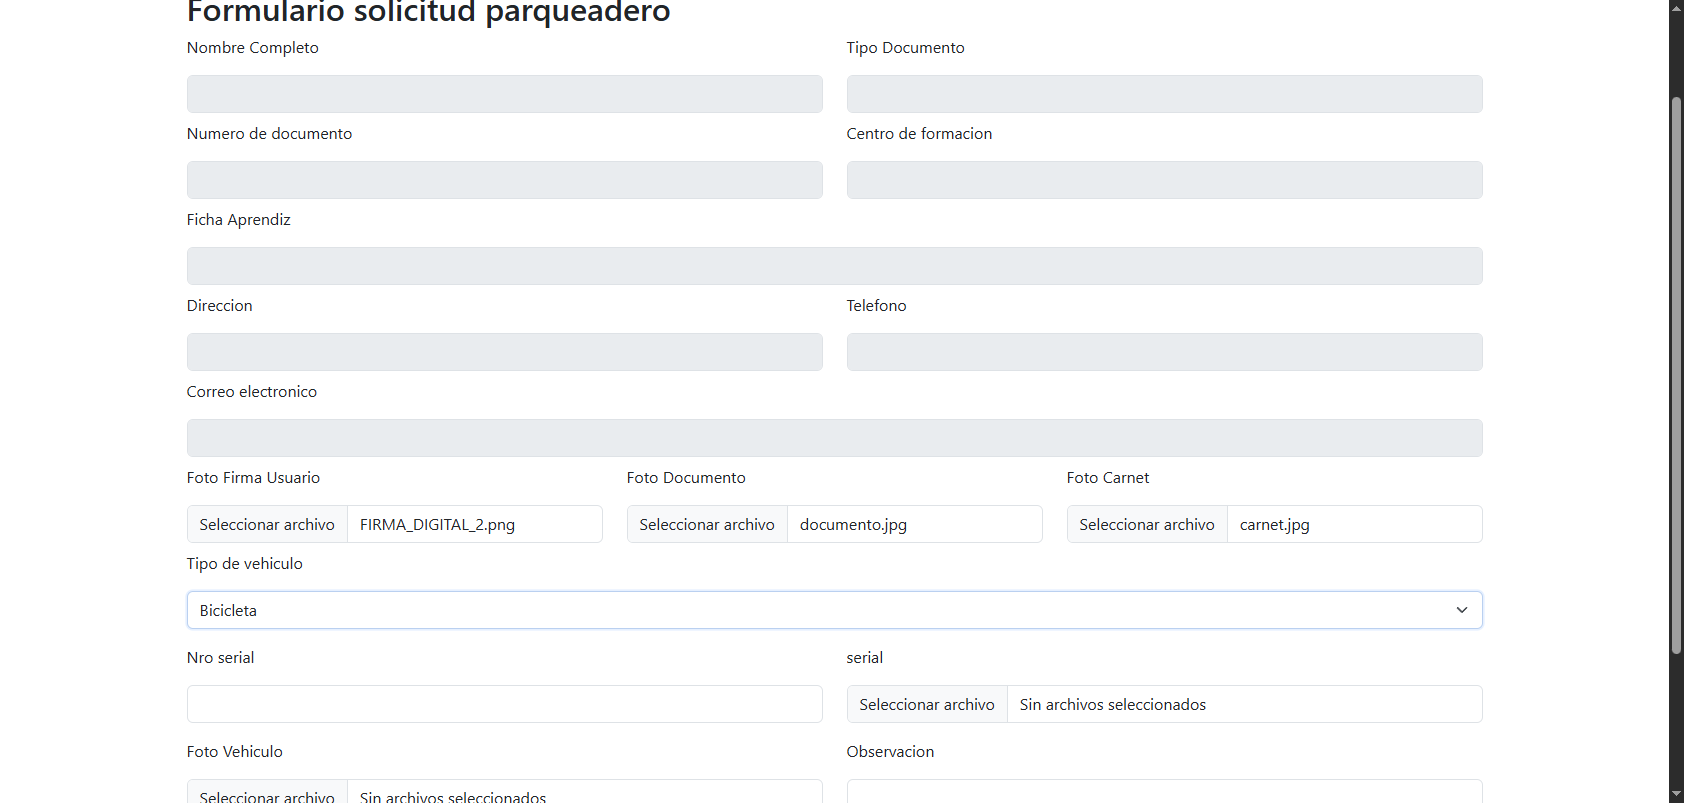 Formulario solicitud parqueadero
Nombre Completo
Tipo Documento
Numero de documento
Centro de formacion
Ficha Aprendiz
Direccion
Telefono
Correo electronico
Foto Firma Usuario
Foto Documento
Foto Carnet
Seleccionar archivo FIRMA_DIGITAL_2.png
Seleccionar archivo documento.jpg
Seleccionar archivo carnet.jpg
Tipo de vehiculo
Bicicleta
Nro serial
serial
Seleccionar archivo Sin archivos seleccionados
Foto Vehiculo
Observacion
Seleccionar archivo Sin archivos seleccionados